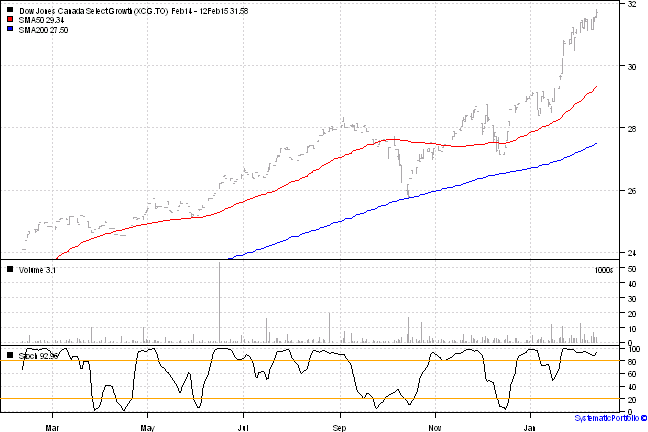 Dow Jones Canada Select Growth (XCG.TO) Feb14 - 12Feb15 31.58
SMA50 29.34
SMA200 27.50
32
30
28
26
24
Volume 3.1
1000s
50
40
30
20
10
0
Stoch 92.96
100
80
60
40
20
0
Mar May Jul Sep Nov Jan
SystematicPortfolio ©